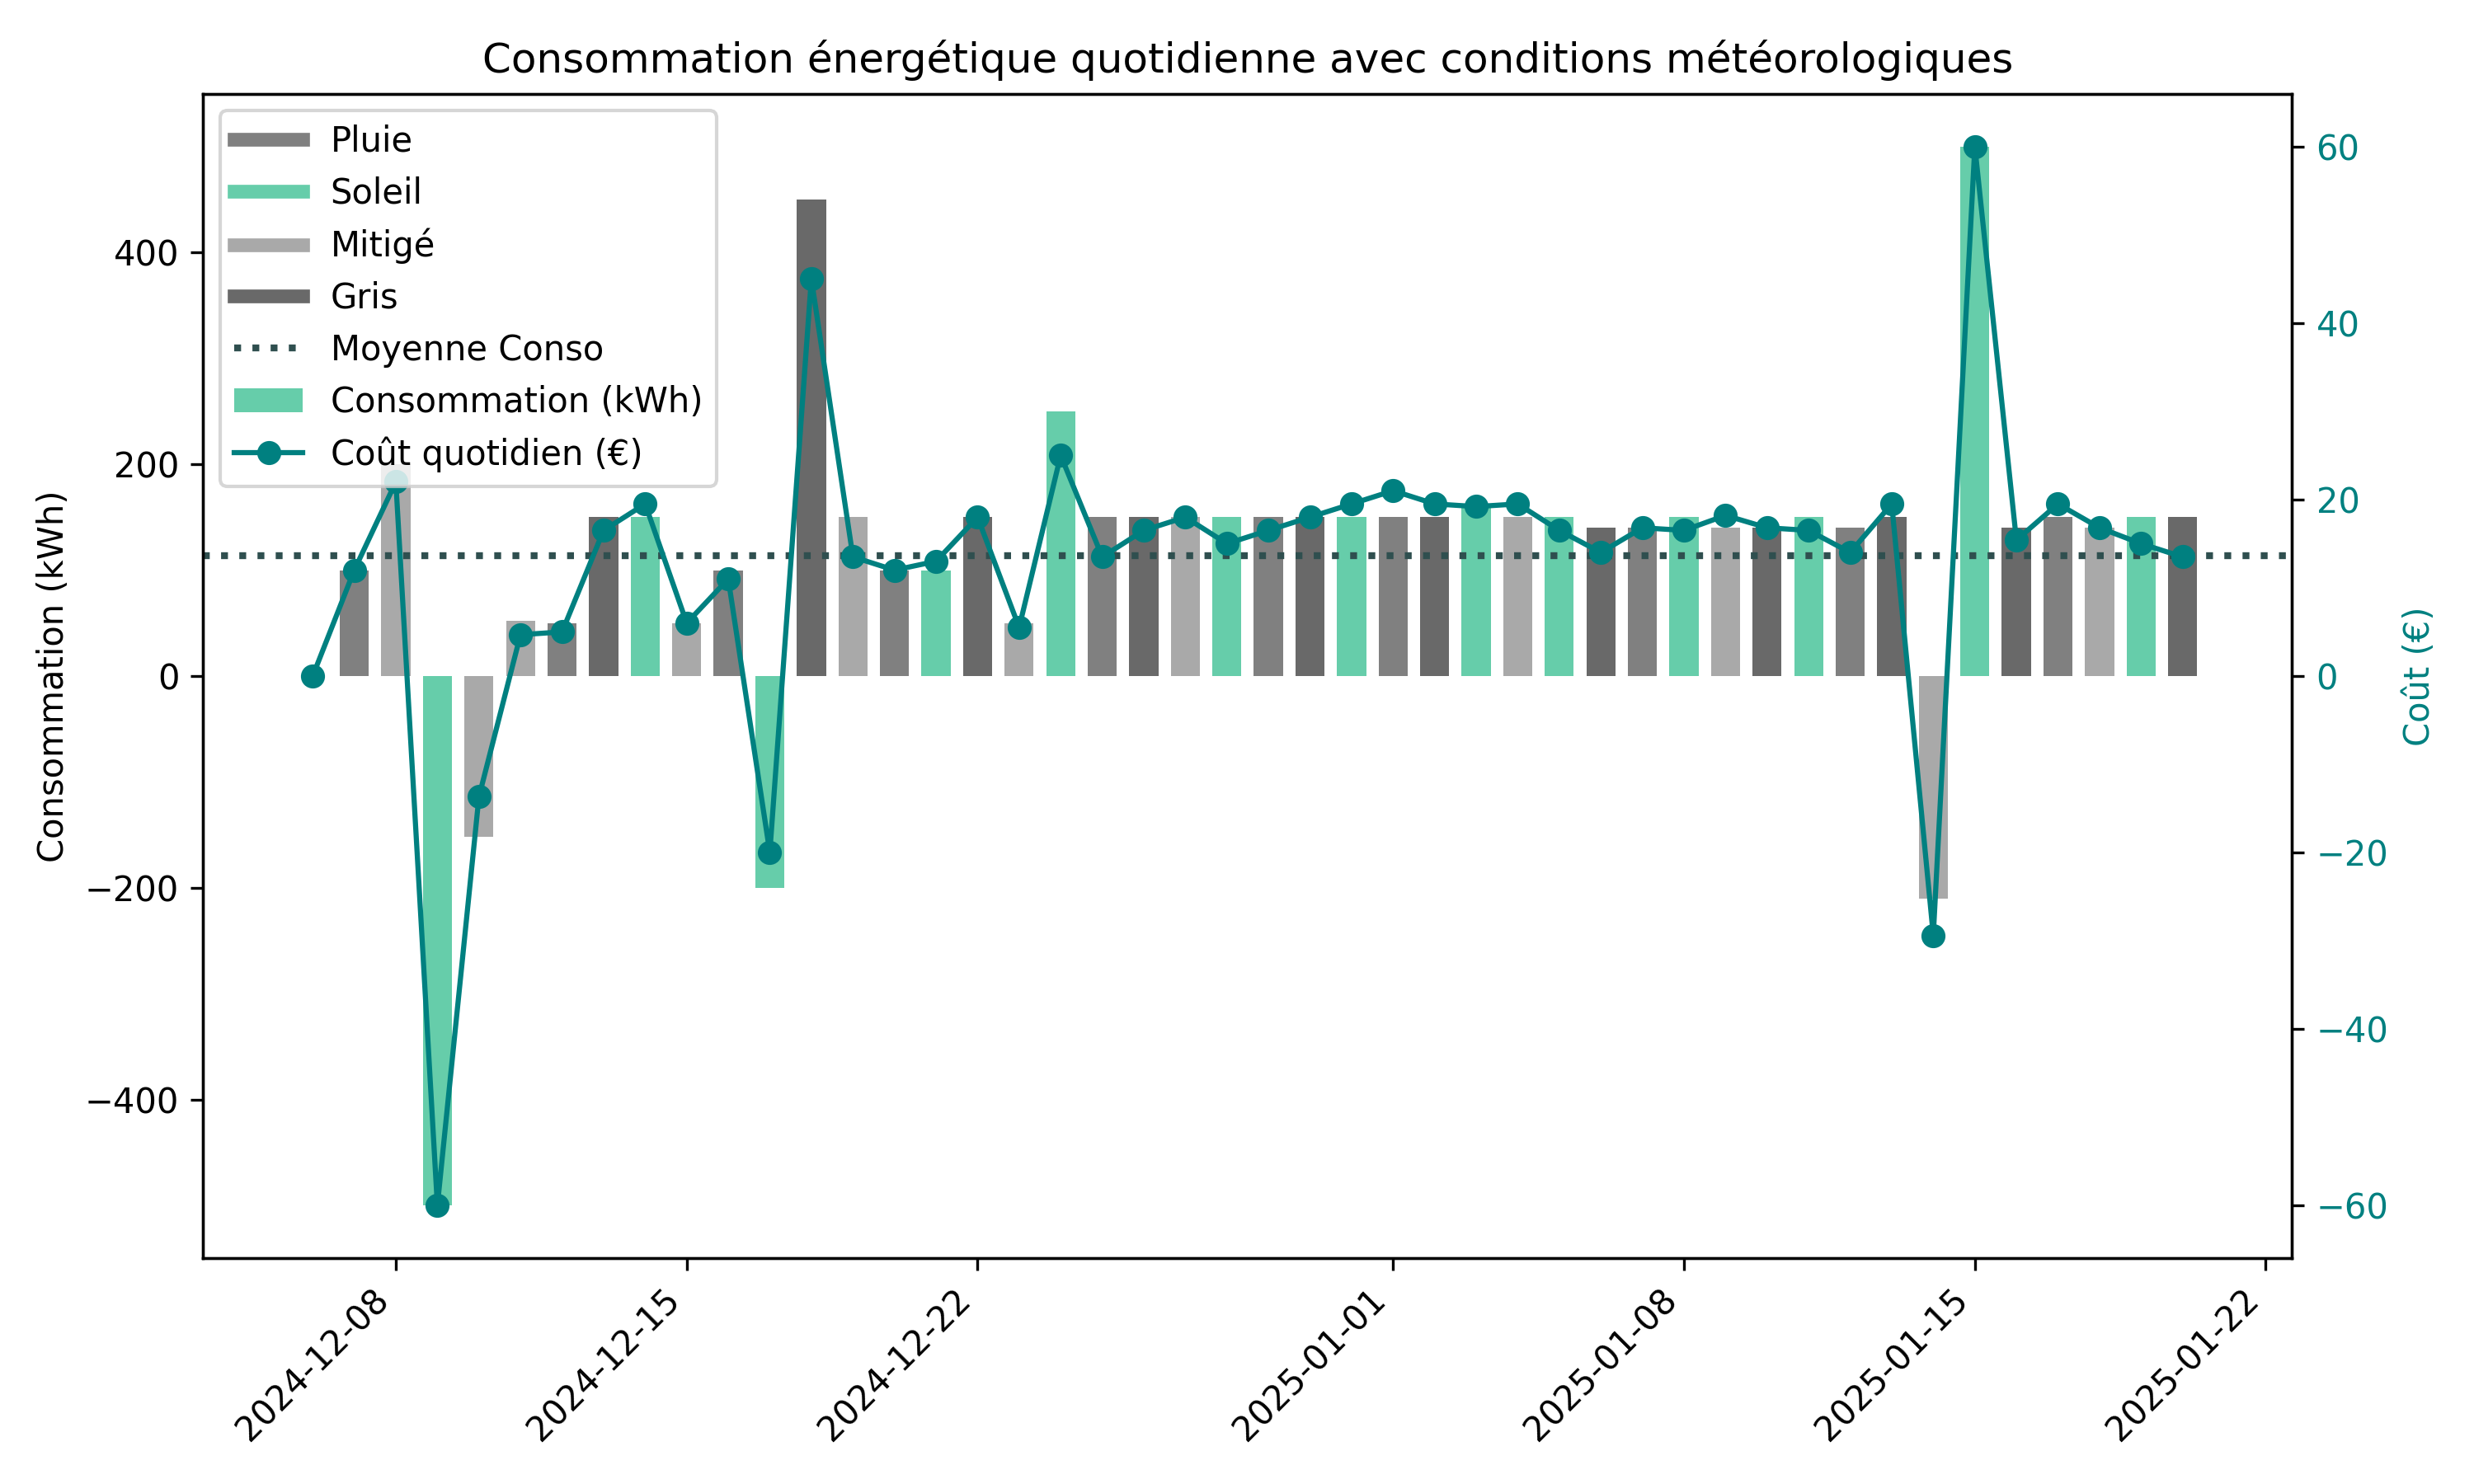 Consommation énergétique quotidienne avec conditions météorologiques
Pluie
Soleil
Mitigé
Gris
Moyenne Conso
Consommation (kWh)
Coût quotidien (€)
Consommation (kWh)
400
200
0
−200
−400
60
40
20
0
−20
−40
−60
Coût (€)
2024-12-08
2024-12-15
2024-12-22
2025-01-01
2025-01-08
2025-01-15
2025-01-22